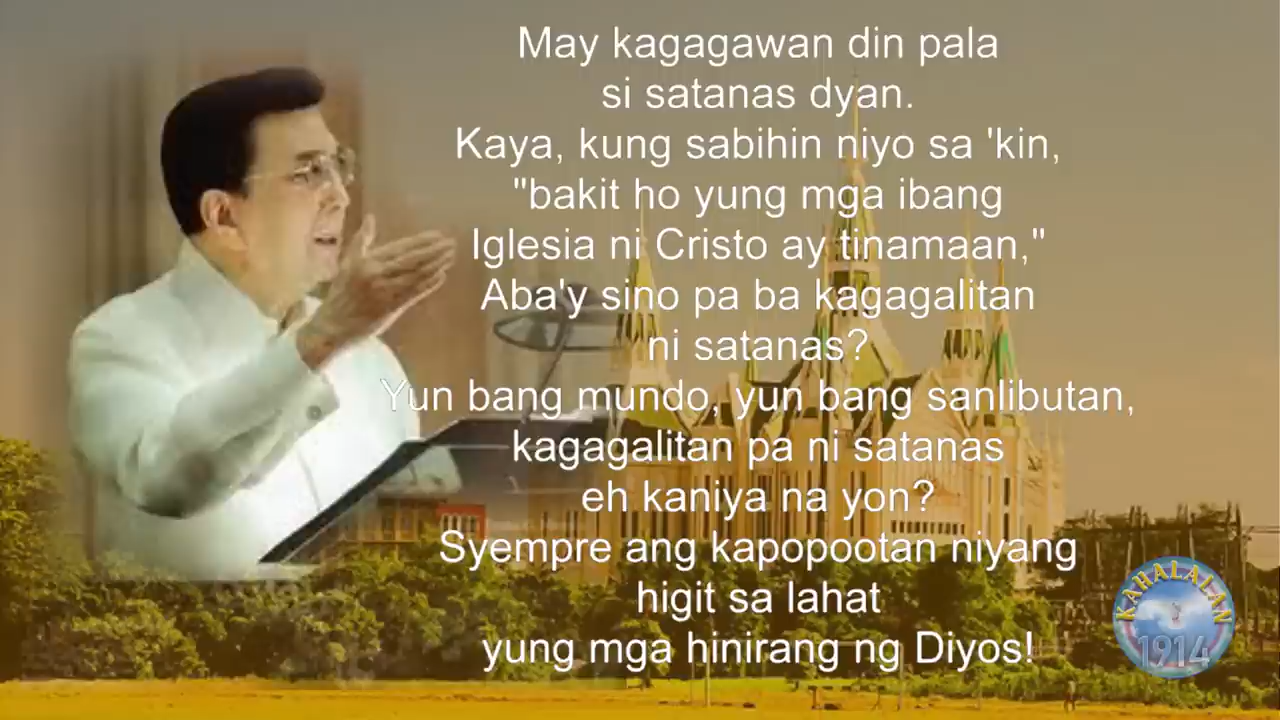 May kagagawan din pala
si satanas dyan.
Kaya, kung sabihin niyo sa 'kin,
"bakit ho yung mga ibang
Iglesia ni Cristo ay tinamaan,"
Aba'y sino pa ba kagagalitan
ni satanas?
Yun bang mundo, yun bang sanlibutan,
kagagalitan pa ni satanas
eh kaniya na yon?
Syempre ang kapopootan niyang
higit sa lahat
yung mga hinirang ng Diyos!
KAHALALAN
1914